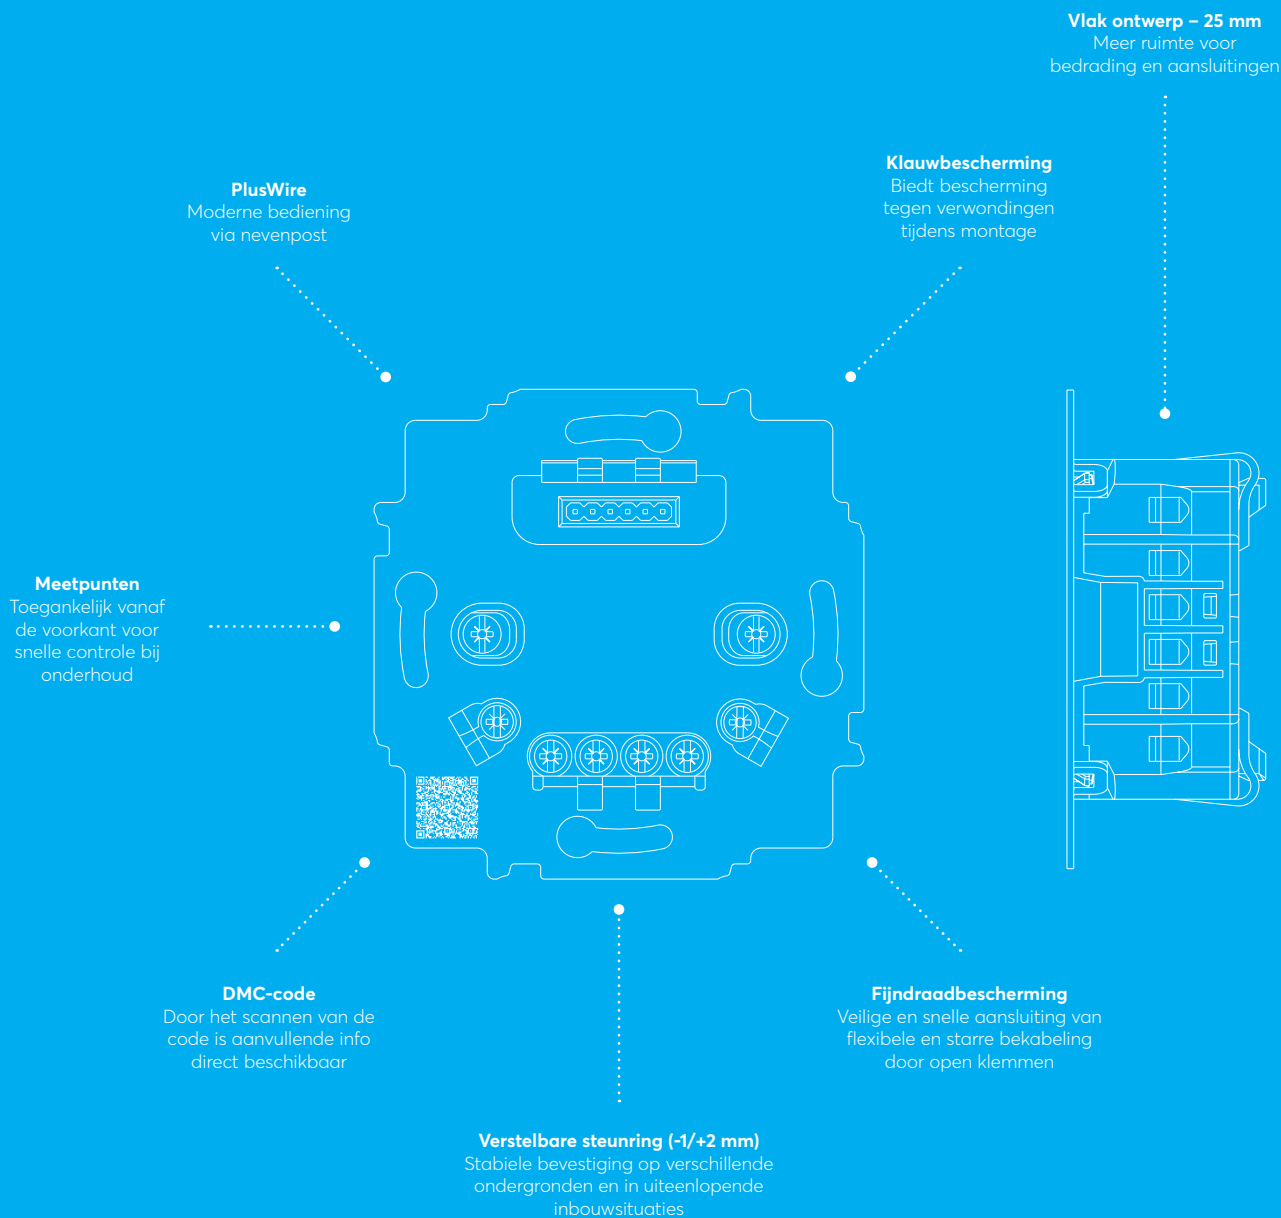 Vlak ontwerp – 25 mm
Meer ruimte voor
bedrading en aansluitingen
Klauwbescherming
Biedt bescherming
tegen verwondingen
tijdens montage
PlusWire
Moderne bediening
via nevenpost
Meetpunten
Toegankelijk vanaf
de voorkant voor
snelle controle bij
onderhoud
DMC-code
Door het scannen van de
code is aanvullende info
direct beschikbaar
Fijndraadbescherming
Veilige en snelle aansluiting van
flexibele en starre bekabeling
door open klemmen
Verstelbare steunring (-1/+2 mm)
Stabiele bevestiging op verschillende
ondergronden en in uiteenlopende
inbouwsituaties